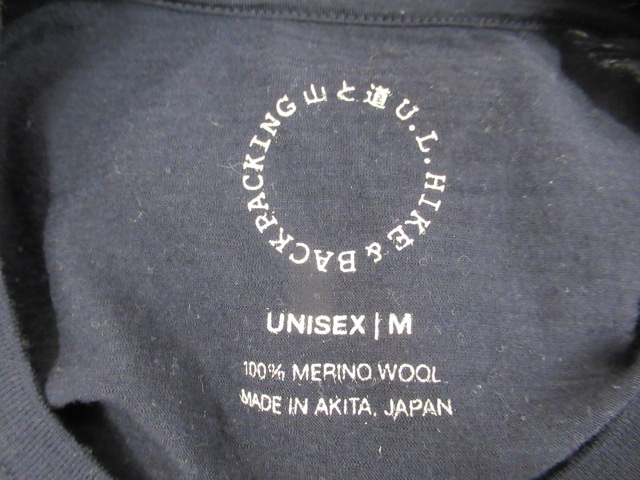 山と道 U.L. HIKE & BACKPACKING
UNISEX | M
100% MERINO WOOL
MADE IN AKITA, JAPAN